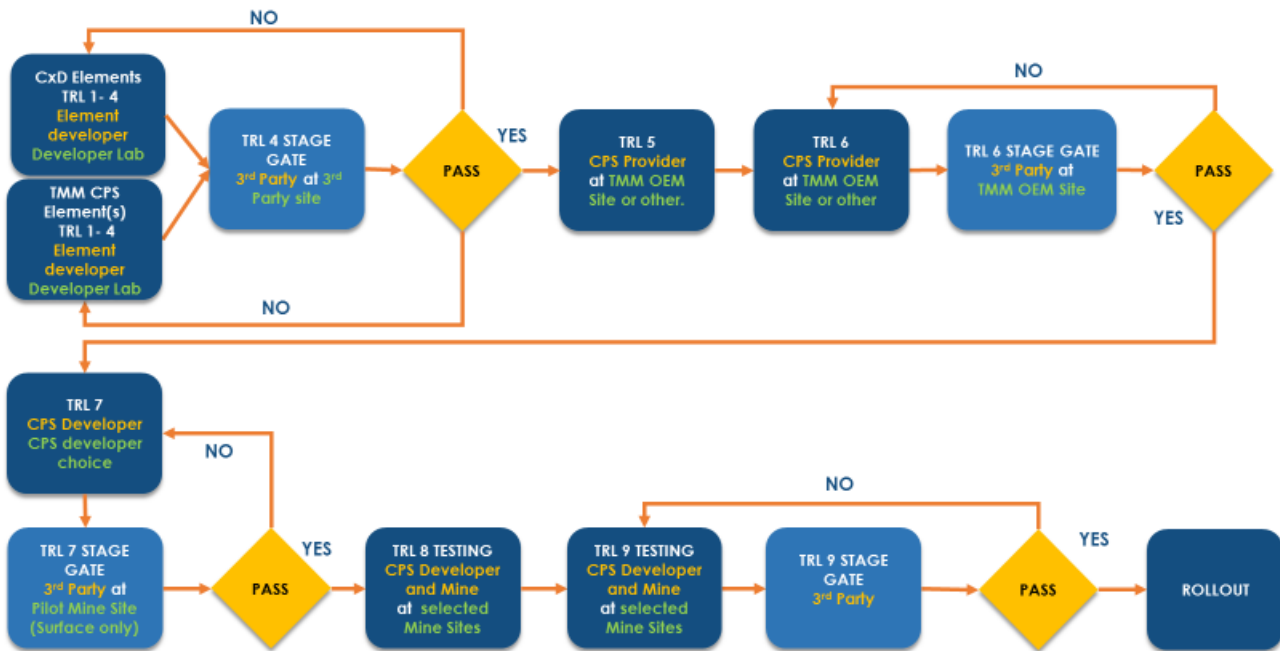 NO
CxD Elements
TRL 1- 4
Element
developer
Developer Lab
TMM CPS
Element(s)
TRL 1- 4
Element
developer
Developer Lab
TRL 4 STAGE
GATE
3rd Party at 3rd
Party site
PASS
YES
NO
TRL 5
CPS Provider
at TMM OEM
Site or other.
TRL 6
CPS Provider
at TMM OEM
Site or other
NO
TRL 6 STAGE GATE
3rd Party at
TMM OEM Site
PASS
YES
TRL 7
CPS Developer
CPS developer
choice
NO
TRL 7 STAGE
GATE
3rd Party at
Pilot Mine Site
(Surface only)
PASS
YES
TRL 8 TESTING
CPS Developer
and Mine
at selected
Mine Sites
TRL 9 TESTING
CPS Developer
and Mine
at selected
Mine Sites
NO
TRL 9 STAGE
GATE
3rd Party
PASS
YES
ROLLOUT